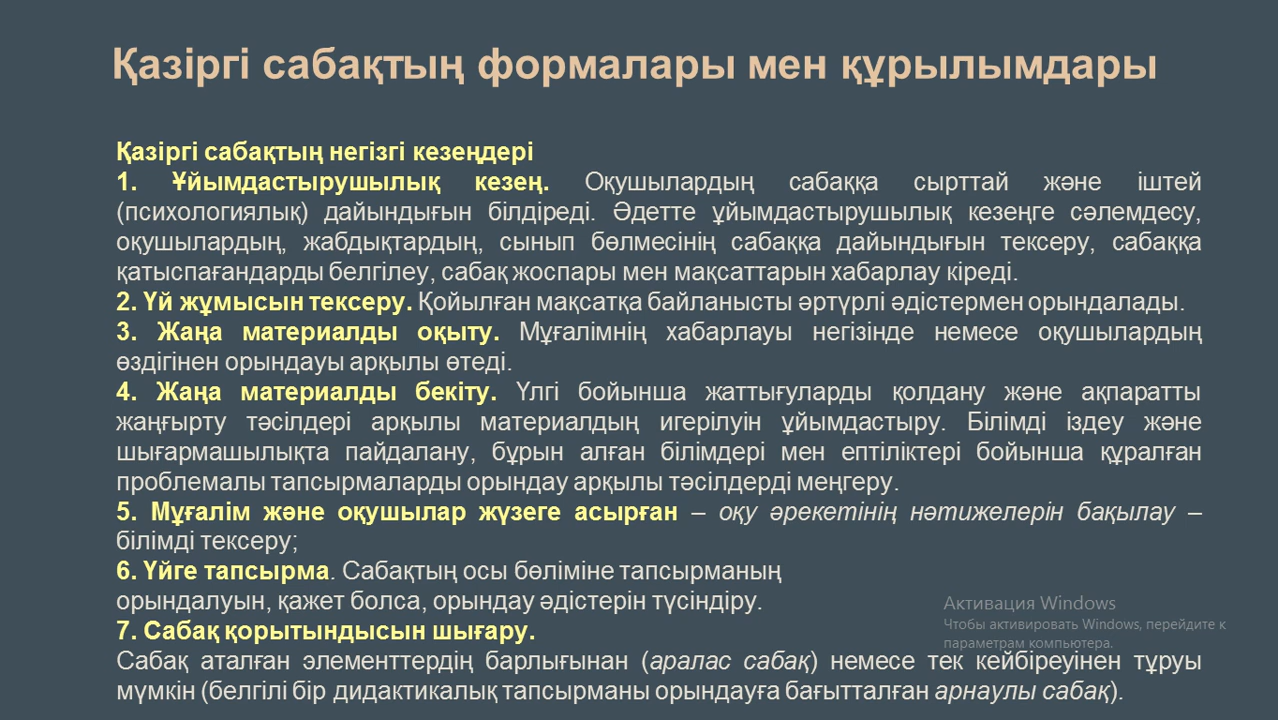 Қазіргі сабақтың формалары мен құрылымдары
Қазіргі сабақтың негізгі кезеңдері
1. Ұйымдастырушылық кезең. Оқушылардың сабаққа сырттай және іштей
(психологиялық) дайындығын білдіреді. Әдетте ұйымдастырушылық кезеңге сәлемдесу,
оқушылардың, жабдықтардың, сынып бөлмесінің сабаққа дайындығын тексеру, сабаққа
қатыспағандарды белгілеу, сабақ жоспары мен мақсаттарын хабарлау кіреді.
2. Үй жұмысын тексеру. Қойылған мақсатқа байланысты әртүрлі әдістермен орындалады.
3. Жаңа материалды оқыту. Мұғалімнің хабарлауы негізінде немесе оқушылардың
өздігінен орындауы арқылы өтеді.
4. Жаңа материалды бекіту. Үлгі бойынша жаттығуларды қолдану және ақпаратты
жаңғырту тәсілдері арқылы материалдың игерілуін ұйымдастыру. Білімді іздеу және
шығармашылықта пайдалану, бұрын алған білімдері мен ептіліктері бойынша құралған
проблемалы тапсырмаларды орындау арқылы тәсілдерді меңгеру.
5. Мұғалім және оқушылар жүзеге асырған – оқу әрекетінің нәтижелерін бақылау –
білімді тексеру;
6. Үйге тапсырма. Сабақтың осы бөліміне тапсырманың
орындалуын, қажет болса, орындау әдістерін түсіндіру.
7. Сабақ қорытындысын шығару.
Сабақ аталған элементтердің барлығынан (аралас сабақ) немесе тек кейбіреуінен тұруы
мүмкін (белгілі бір дидактикалық тапсырманы орындауға бағытталған арнаулы сабақ).
Активация Windows
Чтобы активировать Windows, перейдите к
параметрам компьютера.